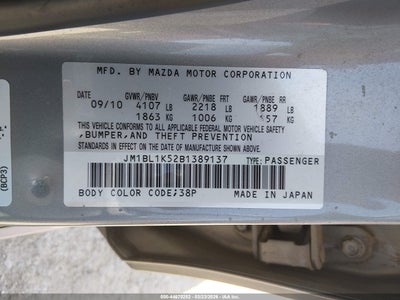 MFD. BY MAZDA MOTOR CORPORATION
DATE GVWR/PNBV GAWR/PNBE FRT GAWR/PNBE RR
09/10 4107 LB 2218 LB 1889 LB
1863 KG 1006 KG 857 KG
THIS VEHICLE CONFORMS TO ALL APPLICABLE FEDERAL MOTOR VEHICLE SAFETY,
BUMPER, AND THEFT PREVENTION
STANDARDS IN EFFECT ON THE DATE OF MANUFACTURE SHOWN ABOVE.
JM1BL1K52B1389137 TYPE:PASSENGER
BODY COLOR CODE;38P MADE IN JAPAN
(BCP3)